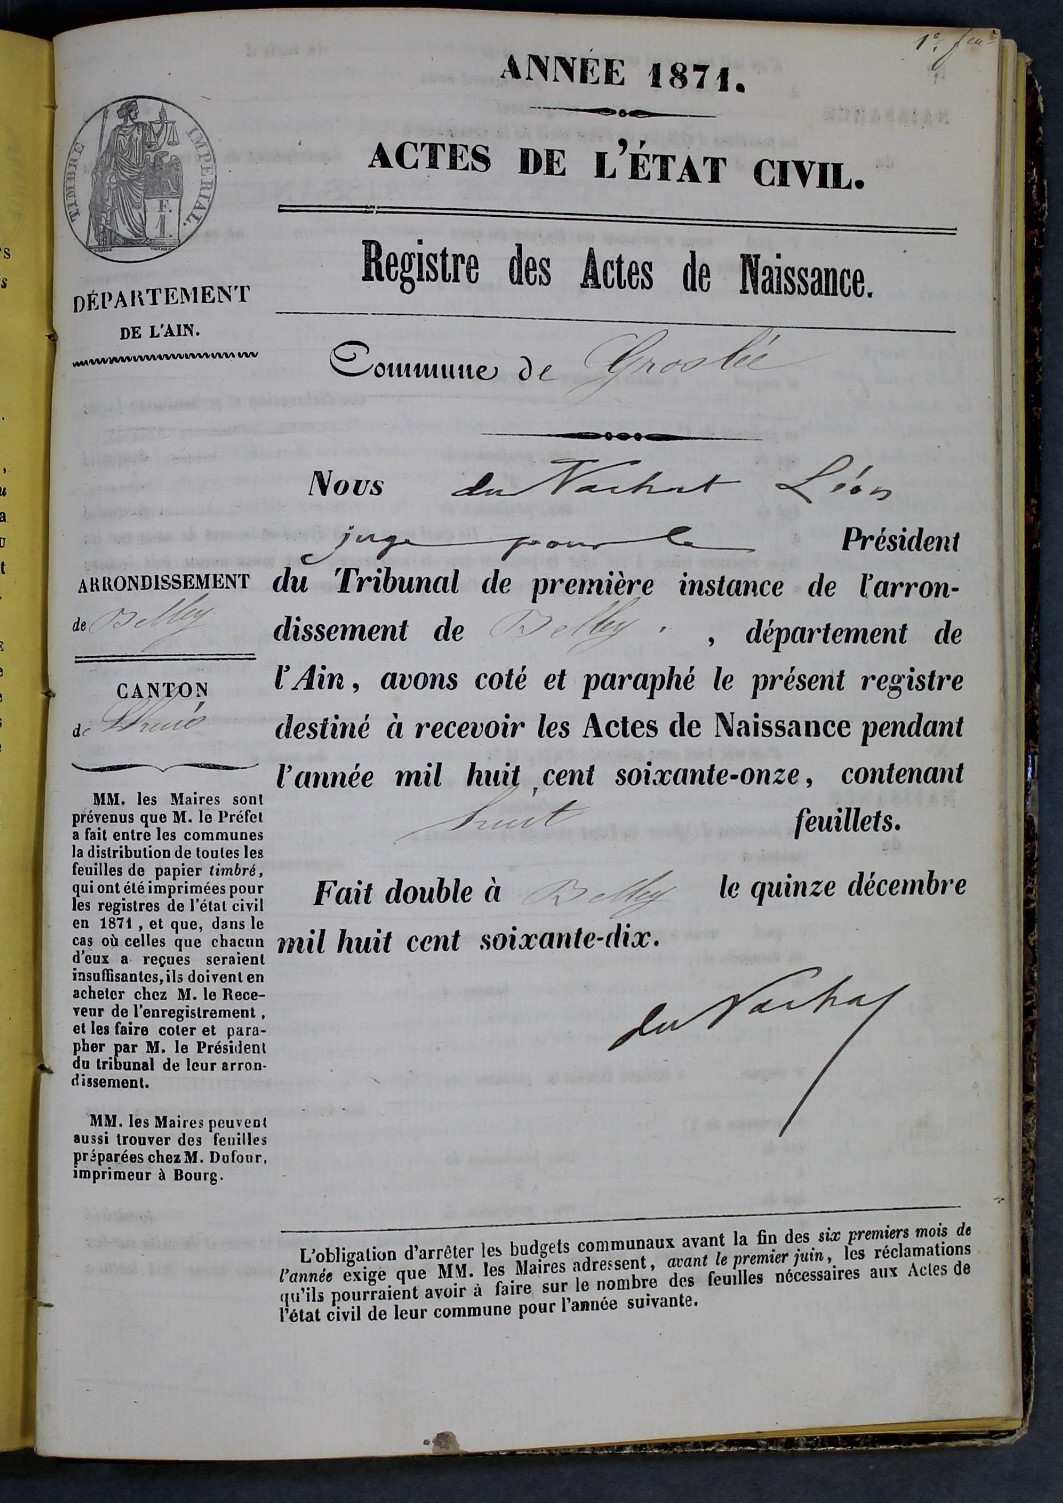 1er feuil
ANNÉE 1871.
ACTES DE L'ÉTAT CIVIL.
TIMBRE IMPÉRIAL.
F.
1.
Registre des Actes de Naissance.
DÉPARTEMENT
DE L'AIN.
Commune de Groslée
Nous du Vachat Léon
juge pour le Président
du Tribunal de première instance de l'arron-
dissement de Belley . , département de
l'Ain, avons coté et paraphé le présent registre
destiné à recevoir les Actes de Naissance pendant
l'année mil huit cent soixante-onze, contenant
huit feuillets.
Fait double à Belley le quinze décembre
mil huit cent soixante-dix.
du Vachat
ARRONDISSEMENT
de Belley
CANTON
de Lhuis
MM. les Maires sont
prévenus que M. le Préfet
a fait entre les communes
la distribution de toutes les
feuilles de papier timbré,
qui ont été imprimées pour
les registres de l'état civil
en 1871, et que, dans le
cas où celles que chacun
d'eux a reçues seraient
insuffisantes, ils doivent en
acheter chez M. le Rece-
veur de l'enregistrement,
et les faire coter et para-
pher par M. le Président
du tribunal de leur arron-
dissement.
MM. les Maires peuvent
aussi trouver des feuilles
préparées chez M. Dufour,
imprimeur à Bourg.
L'obligation d'arrêter les budgets communaux avant la fin des six premiers mois de
l'année exige que MM. les Maires adressent, avant le premier juin, les réclamations
qu'ils pourraient avoir à faire sur le nombre des feuilles nécessaires aux Actes de
l'état civil de leur commune pour l'année suivante.